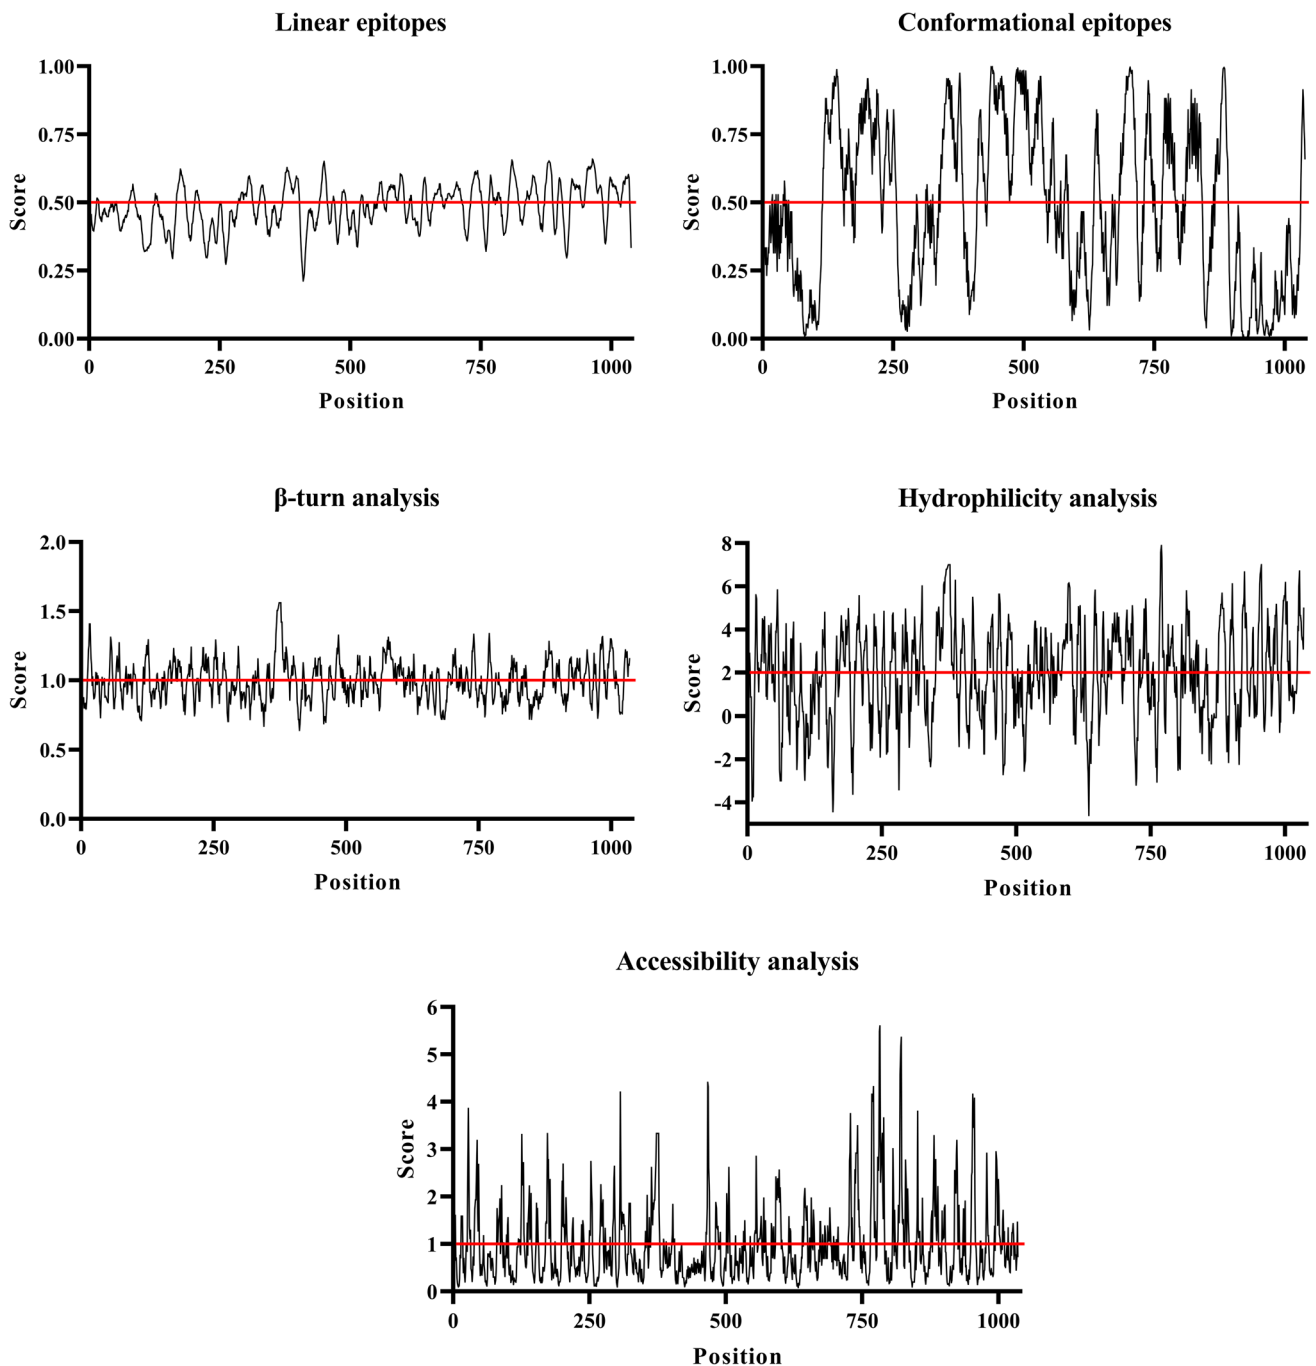 Linear epitopes
Conformational epitopes
1.00
0.75
0.50
0.25
0.00
Score
0 250 500 750 1000
Position
1.00
0.75
0.50
0.25
0.00
Score
0 250 500 750 1000
Position
β-turn analysis
Hydrophilicity analysis
2.0
1.5
1.0
0.5
0.0
Score
0 250 500 750 1000
Position
8
6
4
2
0
-2
-4
Score
0 250 500 750 1000
Position
Accessibility analysis
6
5
4
3
2
1
0
Score
0 250 500 750 1000
Position